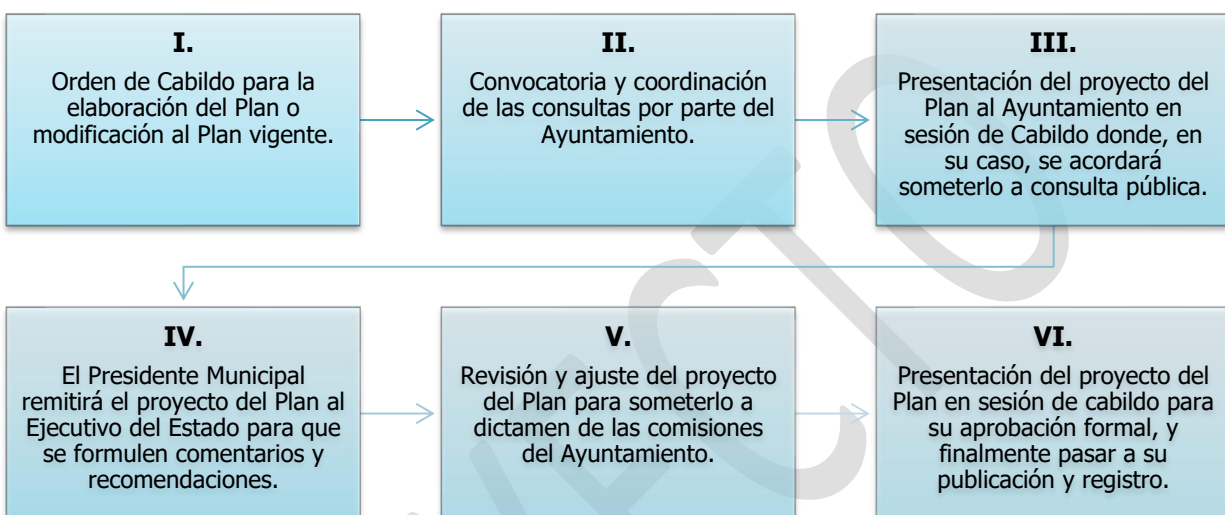 I.
Orden de Cabildo para la
elaboración del Plan o
modificación al Plan vigente.
II.
Convocatoria y coordinación
de las consultas por parte del
Ayuntamiento.
III.
Presentación del proyecto del
Plan al Ayuntamiento en
sesión de Cabildo donde, en
su caso, se acordará
someterlo a consulta pública.
IV.
El Presidente Municipal
remitirá el proyecto del Plan al
Ejecutivo del Estado para que
se formulen comentarios y
recomendaciones.
V.
Revisión y ajuste del proyecto
del Plan para someterlo a
dictamen de las comisiones
del Ayuntamiento.
VI.
Presentación del proyecto del
Plan en sesión de cabildo para
su aprobación formal, y
finalmente pasar a su
publicación y registro.